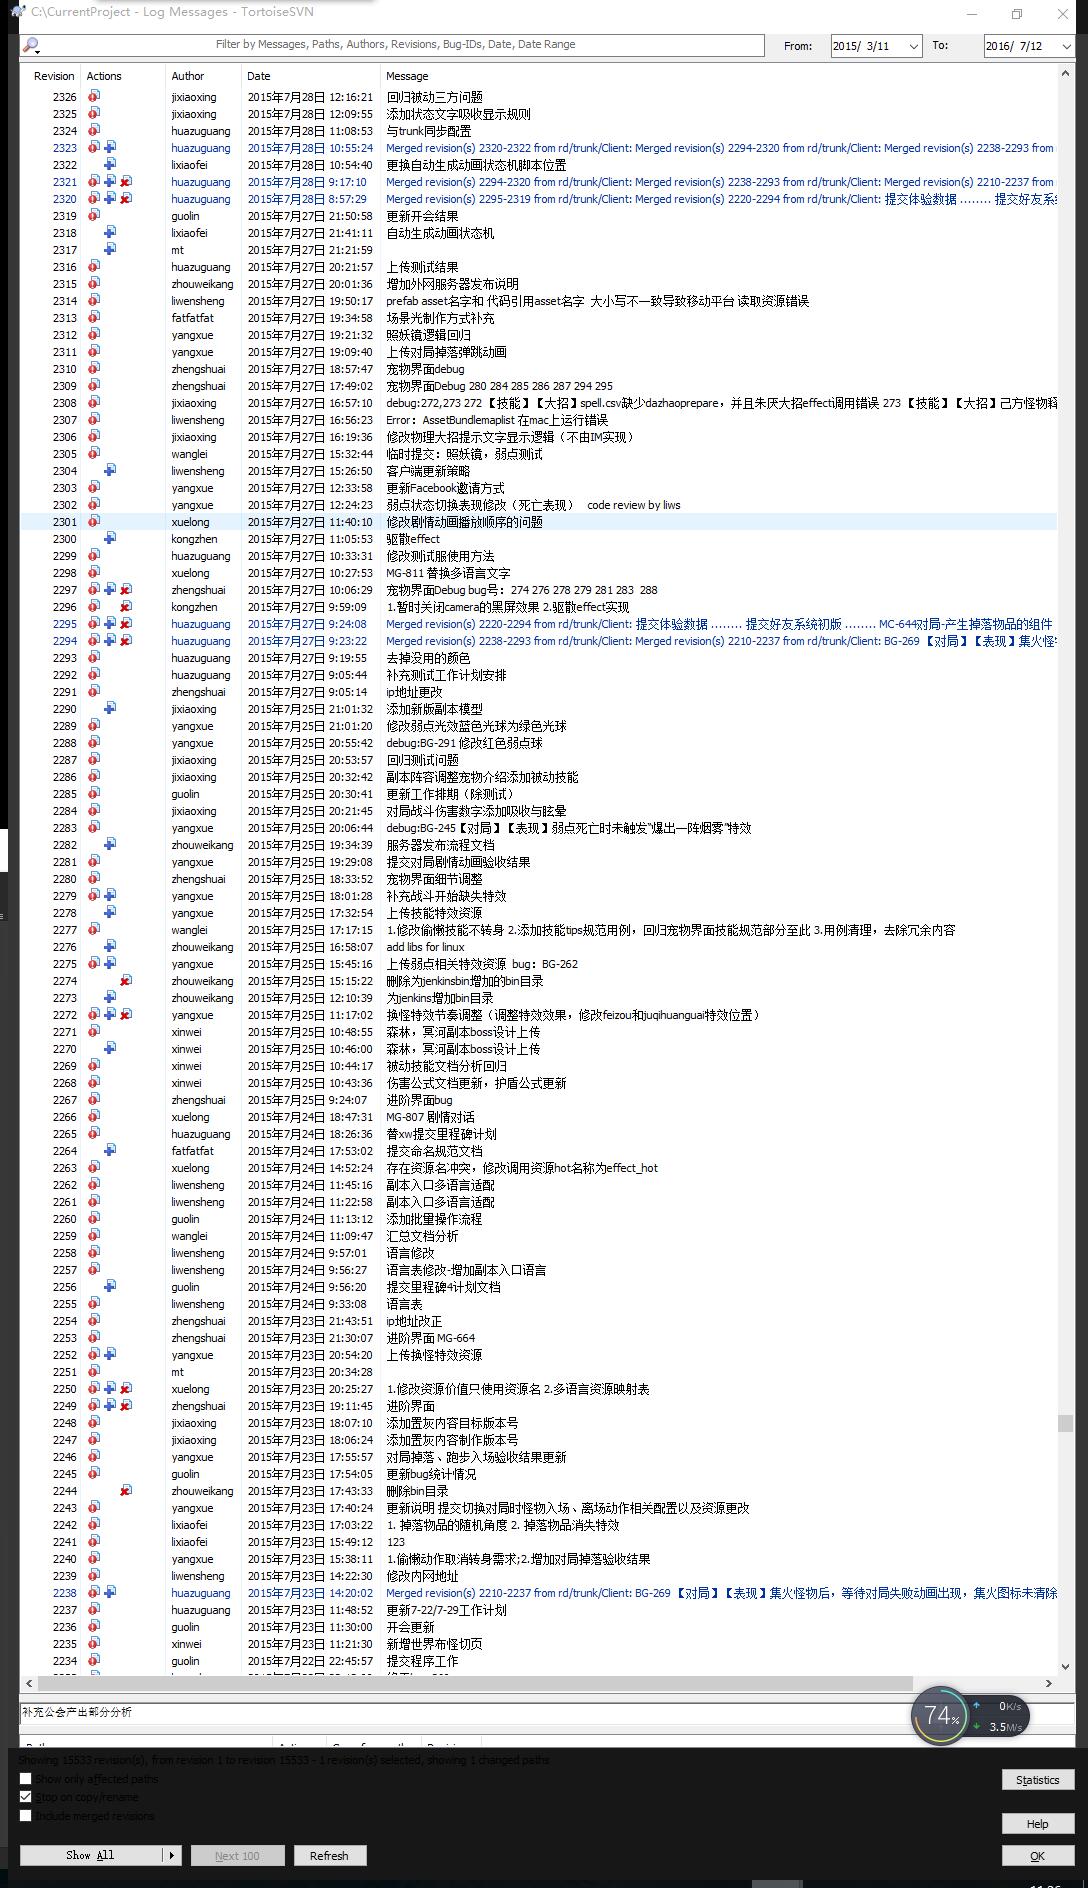 C:\CurrentProject - Log Messages - TortoiseSVN
Filter by Messages, Paths, Authors, Revisions, Bug-IDs, Date, Date Range From: 2015/ 3/11 To: 2016/ 7/12
Revision Actions Author Date Message
2326 jixiaoxing 2015年7月28日 12:16:21 回归被动三方问题
2325 jixiaoxing 2015年7月28日 12:09:55 添加状态文字吸收显示规则
2324 huazuguang 2015年7月28日 11:08:53 与trunk同步配置
2323 huazuguang 2015年7月28日 10:55:24 Merged revision(s) 2320-2322 from rd/trunk/Client: Merged revision(s) 2294-2320 from rd/trunk/Client: Merged revision(s) 2238-2293 from
2322 lixiaofei 2015年7月28日 10:54:40 更换自动生成动画状态机脚本位置
2321 huazuguang 2015年7月28日 9:17:10 Merged revision(s) 2294-2320 from rd/trunk/Client: Merged revision(s) 2238-2293 from rd/trunk/Client: Merged revision(s) 2210-2237 from
2320 huazuguang 2015年7月28日 8:57:29 Merged revision(s) 2295-2319 from rd/trunk/Client: Merged revision(s) 2220-2294 from rd/trunk/Client: 提交体验数据 ........ 提交好友系
2319 guolin 2015年7月27日 21:50:58 更新开会结果
2318 lixiaofei 2015年7月27日 21:41:11 自动生成动画状态机
2317 mt 2015年7月27日 21:21:59
2316 huazuguang 2015年7月27日 20:21:57 上传测试结果
2315 zhouweikang 2015年7月27日 20:01:36 增加外网服务器发布说明
2314 liwensheng 2015年7月27日 19:50:17 prefab asset名字和 代码引用asset名字 大小写不一致导致移动平台 读取资源错误
2313 fatfatfat 2015年7月27日 19:34:58 场景光制作方式补充
2312 yangxue 2015年7月27日 19:21:32 照妖镜逻辑回归
2311 yangxue 2015年7月27日 19:09:40 上传对局掉落弹跳动画
2310 zhengshuai 2015年7月27日 18:57:47 宠物界面debug
2309 zhengshuai 2015年7月27日 17:49:02 宠物界面Debug 280 284 285 286 287 294 295
2308 jixiaoxing 2015年7月27日 16:57:10 debug:272,273 272 【技能】【大招】spell.csv缺少dazhaoprepare，并且朱厌大招effect调用错误 273 【技能】【大招】己方怪物释
2307 liwensheng 2015年7月27日 16:56:23 Error：AssetBundlemaplist 在mac上运行错误
2306 jixiaoxing 2015年7月27日 16:19:36 修改物理大招提示文字显示逻辑（不由IM实现）
2305 wanglei 2015年7月27日 15:32:44 临时提交：照妖镜，弱点测试
2304 liwensheng 2015年7月27日 15:26:50 客户端更新策略
2303 yangxue 2015年7月27日 12:33:58 更新Facebook邀请方式
2302 yangxue 2015年7月27日 12:24:23 弱点状态切换表现修改（死亡表现） code review by liws
2301 xuelong 2015年7月27日 11:40:10 修改剧情动画播放顺序的问题
2300 kongzhen 2015年7月27日 11:05:53 驱散effect
2299 huazuguang 2015年7月27日 10:33:31 修改测试服使用方法
2298 xuelong 2015年7月27日 10:27:53 MG-811 替换多语言文字
2297 zhengshuai 2015年7月27日 10:06:29 宠物界面Debug bug号：274 276 278 279 281 283 288
2296 kongzhen 2015年7月27日 9:59:09 1.暂时关闭camera的黑屏效果 2.驱散effect实现
2295 huazuguang 2015年7月27日 9:24:08 Merged revision(s) 2220-2294 from rd/trunk/Client: 提交体验数据 ........ 提交好友系统初版 ........ MC-644对局-产生掉落物品的组件
2294 huazuguang 2015年7月27日 9:23:22 Merged revision(s) 2238-2293 from rd/trunk/Client: Merged revision(s) 2210-2237 from rd/trunk/Client: BG-269 【对局】【表现】集火怪
2293 huazuguang 2015年7月27日 9:19:55 去掉没用的颜色
2292 huazuguang 2015年7月27日 9:05:44 补充测试工作计划安排
2291 zhengshuai 2015年7月27日 9:05:14 ip地址更改
2290 jixiaoxing 2015年7月25日 21:01:32 添加新版副本模型
2289 yangxue 2015年7月25日 21:01:20 修改弱点光效蓝色光球为绿色光球
2288 yangxue 2015年7月25日 20:55:42 debug:BG-291 修改红色弱点球
2287 jixiaoxing 2015年7月25日 20:53:57 回归测试问题
2286 jixiaoxing 2015年7月25日 20:32:42 副本阵容调整宠物介绍添加被动技能
2285 guolin 2015年7月25日 20:30:41 更新工作排期（除测试）
2284 jixiaoxing 2015年7月25日 20:21:45 对局战斗伤害数字添加吸收与眩晕
2283 yangxue 2015年7月25日 20:06:44 debug:BG-245【对局】【表现】弱点死亡时未触发“爆出一阵烟雾”特效
2282 zhouweikang 2015年7月25日 19:34:39 服务器发布流程文档
2281 yangxue 2015年7月25日 19:29:08 提交对局剧情动画验收结果
2280 zhengshuai 2015年7月25日 18:33:52 宠物界面细节调整
2279 yangxue 2015年7月25日 18:01:28 补充战斗开始缺失特效
2278 yangxue 2015年7月25日 17:32:54 上传技能特效资源
2277 wanglei 2015年7月25日 17:17:15 1.修改偷懒技能不转身 2.添加技能tips规范用例，回归宠物界面技能规范部分至此 3.用例清理，去除冗余内容
2276 zhouweikang 2015年7月25日 16:58:07 add libs for linux
2275 yangxue 2015年7月25日 15:45:16 上传弱点相关特效资源 bug：BG-262
2274 zhouweikang 2015年7月25日 15:15:22 删除为jenkinsbin增加的bin目录
2273 zhouweikang 2015年7月25日 12:10:39 为jenkins增加bin目录
2272 yangxue 2015年7月25日 11:17:02 换怪特效节奏调整（调整特效效果，修改feizou和juqihuanguai特效位置）
2271 xinwei 2015年7月25日 10:48:55 森林，冥河副本boss设计上传
2270 xinwei 2015年7月25日 10:46:00 森林，冥河副本boss设计上传
2269 xinwei 2015年7月25日 10:44:17 被动技能文档分析回归
2268 xinwei 2015年7月25日 10:43:36 伤害公式文档更新，护盾公式更新
2267 zhengshuai 2015年7月25日 9:24:07 进阶界面bug
2266 xuelong 2015年7月24日 18:47:31 MG-807 剧情对话
2265 huazuguang 2015年7月24日 18:26:36 替xw提交里程碑计划
2264 fatfatfat 2015年7月24日 17:53:02 提交命名规范文档
2263 xuelong 2015年7月24日 14:52:24 存在资源名冲突，修改调用资源hot名称为effect_hot
2262 liwensheng 2015年7月24日 11:45:16 副本入口多语言适配
2261 liwensheng 2015年7月24日 11:22:58 副本入口多语言适配
2260 guolin 2015年7月24日 11:13:12 添加批量操作流程
2259 wanglei 2015年7月24日 11:09:47 汇总文档分析
2258 liwensheng 2015年7月24日 9:57:01 语言修改
2257 liwensheng 2015年7月24日 9:56:27 语言表修改-增加副本入口语言
2256 guolin 2015年7月24日 9:56:20 提交里程碑4计划文档
2255 liwensheng 2015年7月24日 9:33:08 语言表
2254 zhengshuai 2015年7月23日 21:43:51 ip地址改正
2253 zhengshuai 2015年7月23日 21:30:07 进阶界面 MG-664
2252 yangxue 2015年7月23日 20:54:20 上传换怪特效资源
2251 mt 2015年7月23日 20:34:28
2250 xuelong 2015年7月23日 20:25:27 1.修改资源价值只使用资源名 2.多语言资源映射表
2249 zhengshuai 2015年7月23日 19:11:45 进阶界面
2248 jixiaoxing 2015年7月23日 18:07:10 添加置灰内容目标版本号
2247 jixiaoxing 2015年7月23日 18:06:24 添加置灰内容制作版本号
2246 yangxue 2015年7月23日 17:55:57 对局掉落、跑步入场验收结果更新
2245 guolin 2015年7月23日 17:54:05 更新bug统计情况
2244 zhouweikang 2015年7月23日 17:43:33 删除bin目录
2243 yangxue 2015年7月23日 17:40:24 更新说明 提交切换对局时怪物入场、离场动作相关配置以及资源更改
2242 lixiaofei 2015年7月23日 17:03:22 1. 掉落物品的随机角度 2. 掉落物品消失特效
2241 lixiaofei 2015年7月23日 15:49:12 123
2240 yangxue 2015年7月23日 15:38:11 1.偷懒动作取消转身需求;2.增加对局掉落验收结果
2239 liwensheng 2015年7月23日 14:22:30 修改内网地址
2238 huazuguang 2015年7月23日 14:20:02 Merged revision(s) 2210-2237 from rd/trunk/Client: BG-269 【对局】【表现】集火怪物后，等待对局失败动画出现，集火图标未清除
2237 huazuguang 2015年7月23日 11:48:52 更新7-22/7-29工作计划
2236 guolin 2015年7月23日 11:30:00 开会更新
2235 xinwei 2015年7月23日 11:21:30 新增世界布怪切页
2234 guolin 2015年7月22日 22:45:57 提交程序工作
补充公会产出部分分析
74% 0K/s
3.5M/s
Showing 15533 revision(s), from revision 1 to revision 15533 - 1 revision(s) selected, showing 1 changed paths
Show only affected paths
Stop on copy/rename
Include merged revisions
Statistics
Help
Show All Next 100 Refresh OK